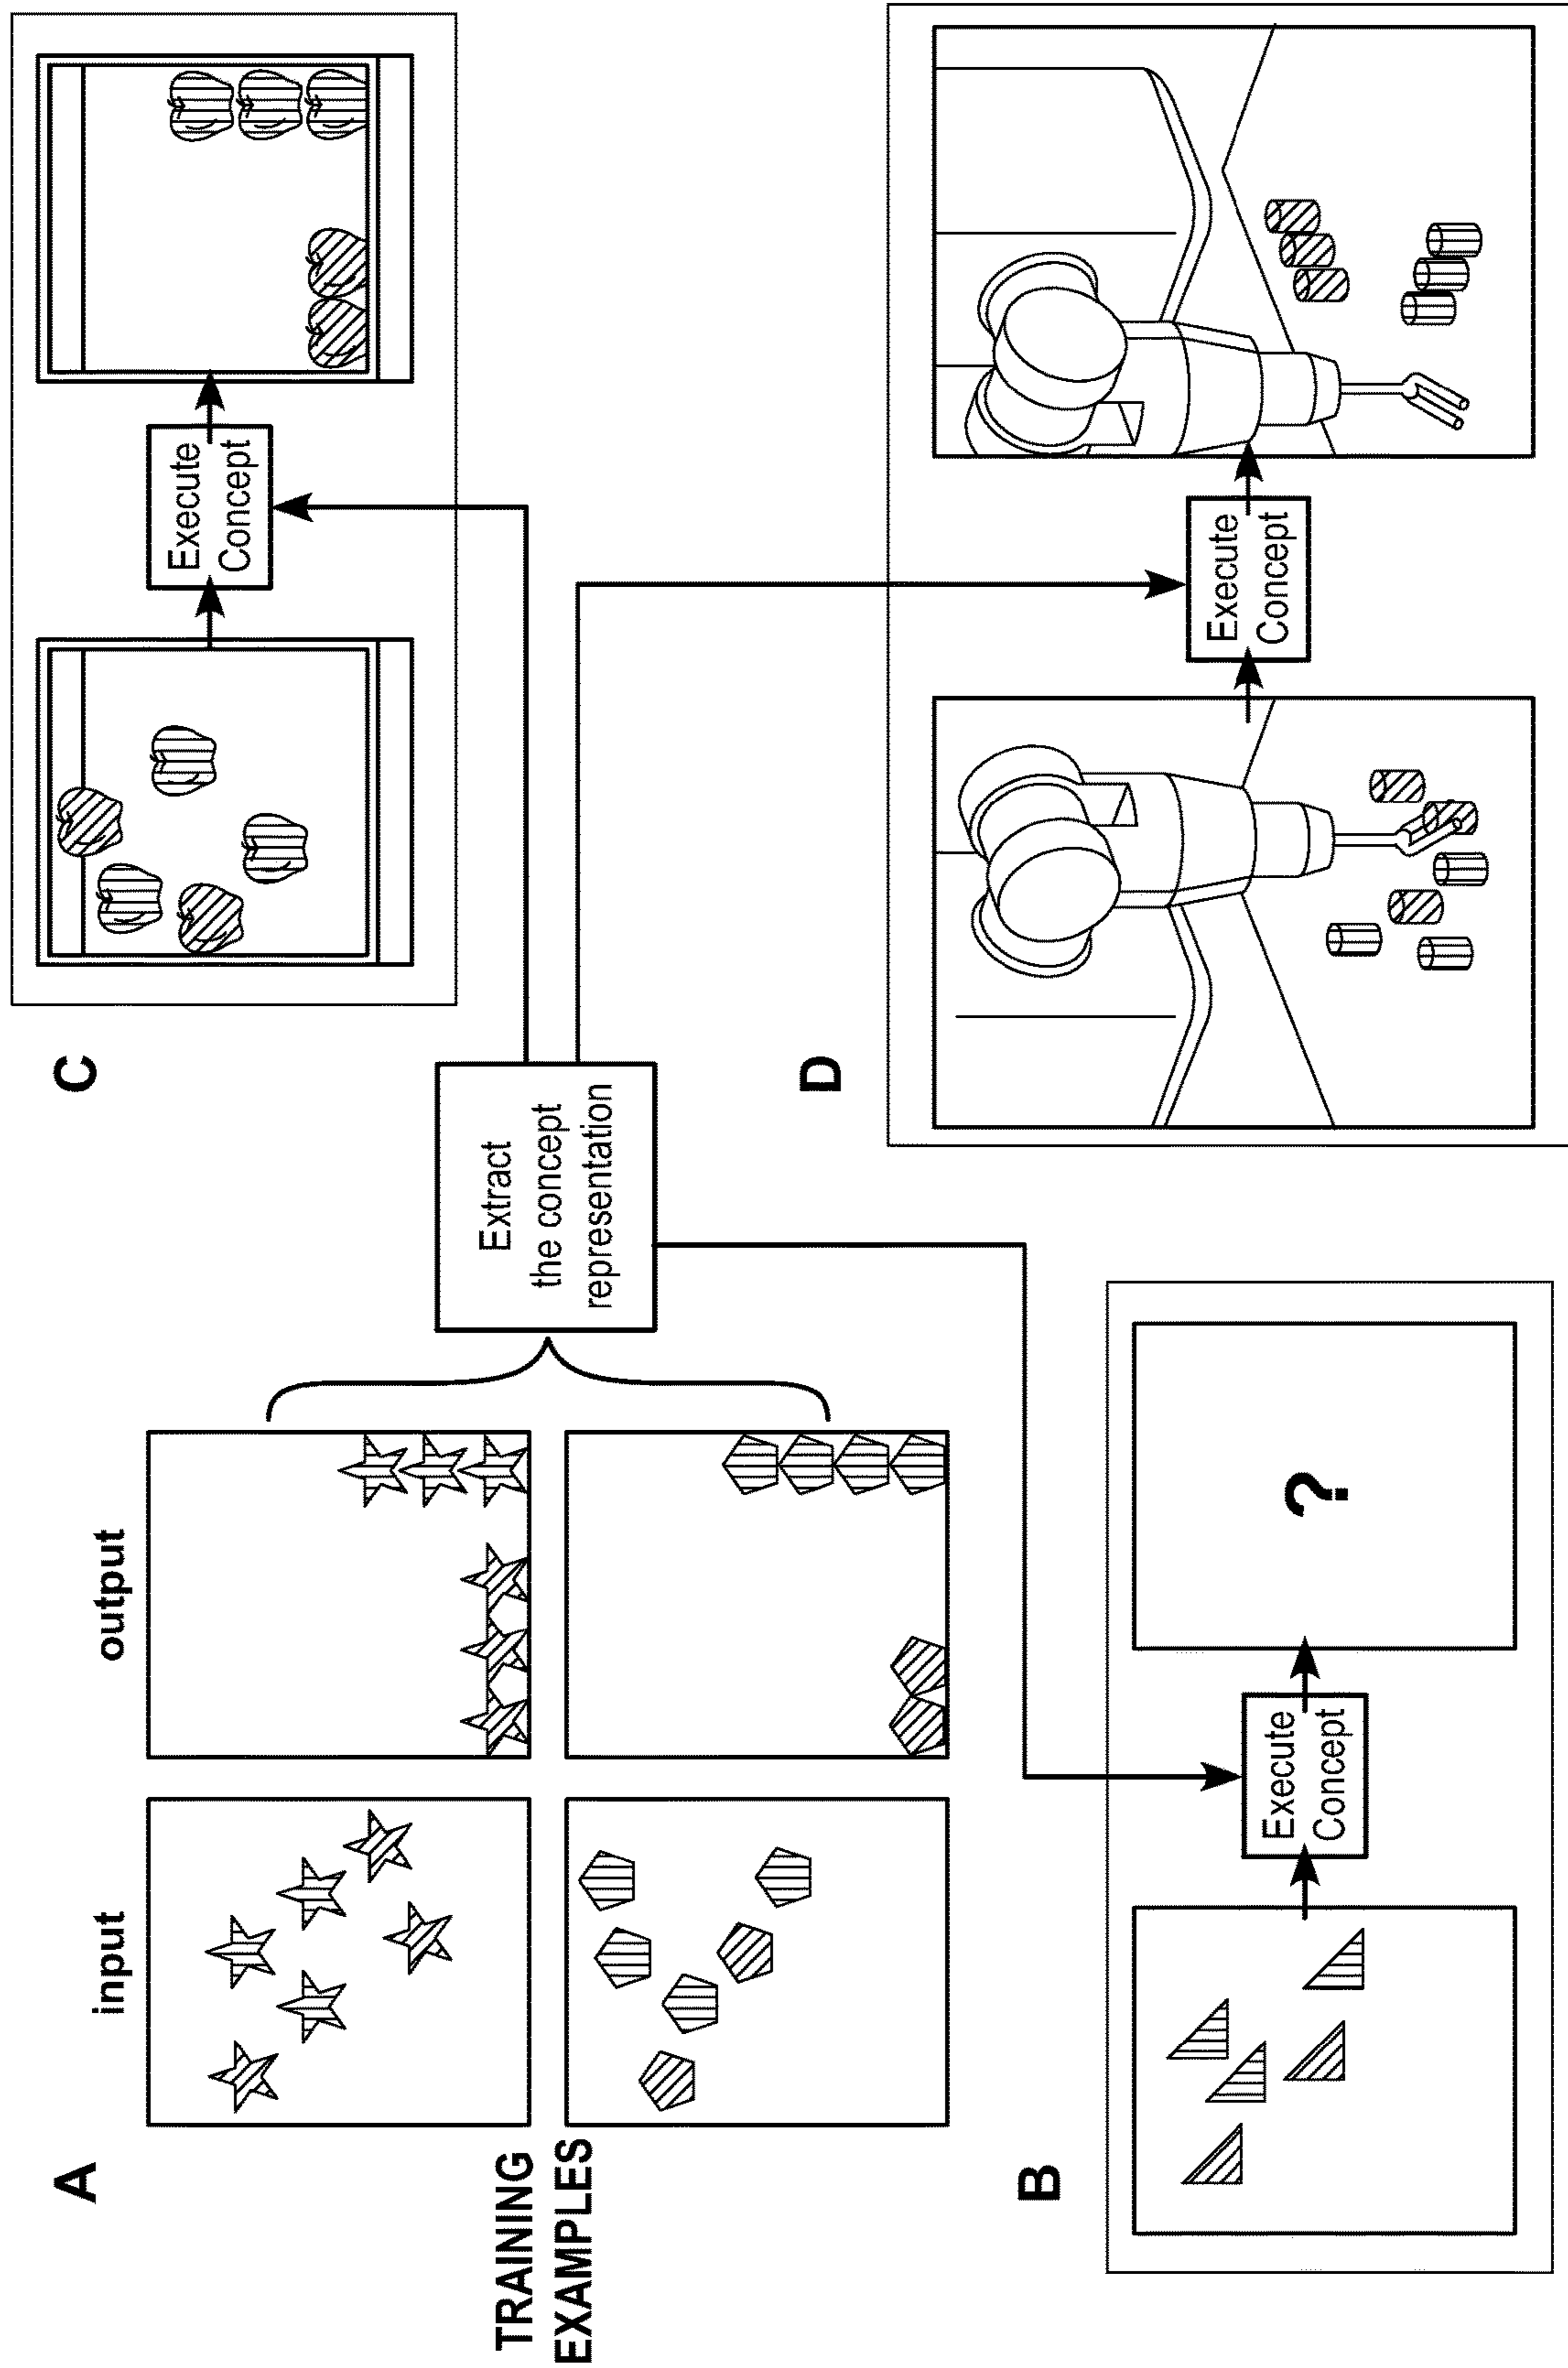 A
input
output
TRAINING
EXAMPLES
Extract
the concept
representation
B
Execute
Concept
?
C
Execute
Concept
D
Execute
Concept